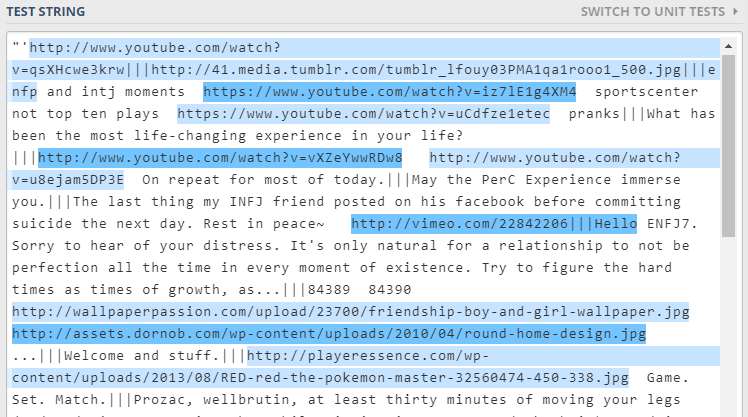 TEST STRING
SWITCH TO UNIT TESTS
"'http://www.youtube.com/watch?
v=qsXHcwe3krw|||http://41.media.tumblr.com/tumblr_lfouy03PMA1qa1rooo1_500.jpg|||e
nfp and intj moments  https://www.youtube.com/watch?v=iz7lE1g4XM4  sportscenter
not top ten plays  https://www.youtube.com/watch?v=uCdfze1etec  pranks|||What has
been the most life-changing experience in your life?
|||http://www.youtube.com/watch?v=vXZeYwwRDw8   http://www.youtube.com/watch?
v=u8ejam5DP3E  On repeat for most of today.|||May the PerC Experience immerse
you.|||The last thing my INFJ friend posted on his facebook before committing
suicide the next day. Rest in peace~   http://vimeo.com/22842206|||Hello ENFJ7.
Sorry to hear of your distress. It's only natural for a relationship to not be
perfection all the time in every moment of existence. Try to figure the hard
times as times of growth, as...|||84389  84390
http://wallpaperpassion.com/upload/23700/friendship-boy-and-girl-wallpaper.jpg
http://assets.dornob.com/wp-content/uploads/2010/04/round-home-design.jpg
...|||Welcome and stuff.|||http://playeressence.com/wp-
content/uploads/2013/08/RED-red-the-pokemon-master-32560474-450-338.jpg  Game.
Set. Match.|||Prozac, wellbrutin, at least thirty minutes of moving your legs